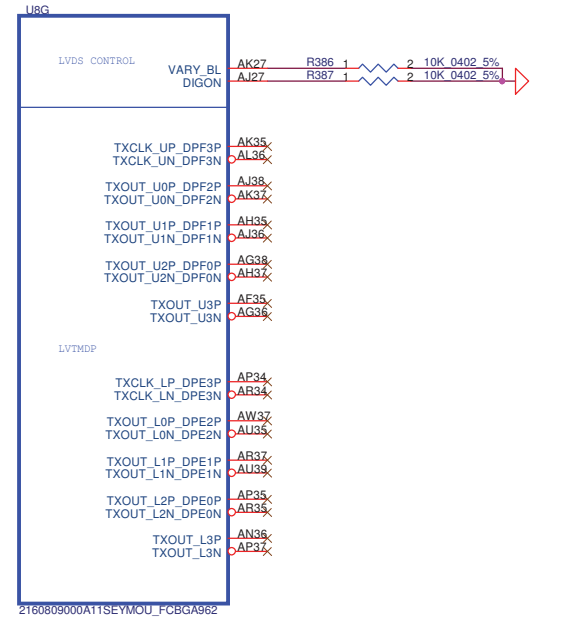 U8G
LVDS CONTROL
VARY_BL AK27 R386 1 2 10K_0402_5%
DIGON AJ27 R387 1 2 10K_0402_5%
TXCLK_UP_DPF3P AK35
TXCLK_UN_DPF3N AL36
TXOUT_U0P_DPF2P AJ38
TXOUT_U0N_DPF2N AK37
TXOUT_U1P_DPF1P AH35
TXOUT_U1N_DPF1N AJ36
TXOUT_U2P_DPF0P AG38
TXOUT_U2N_DPF0N AH37
TXOUT_U3P AF35
TXOUT_U3N AG36
LVTMDP
TXCLK_LP_DPE3P AP34
TXCLK_LN_DPE3N AR34
TXOUT_L0P_DPE2P AW37
TXOUT_L0N_DPE2N AU35
TXOUT_L1P_DPE1P AR37
TXOUT_L1N_DPE1N AU39
TXOUT_L2P_DPE0P AP35
TXOUT_L2N_DPE0N AR35
TXOUT_L3P AN36
TXOUT_L3N AP37
2160809000A11SEYMOU_FCBGA962